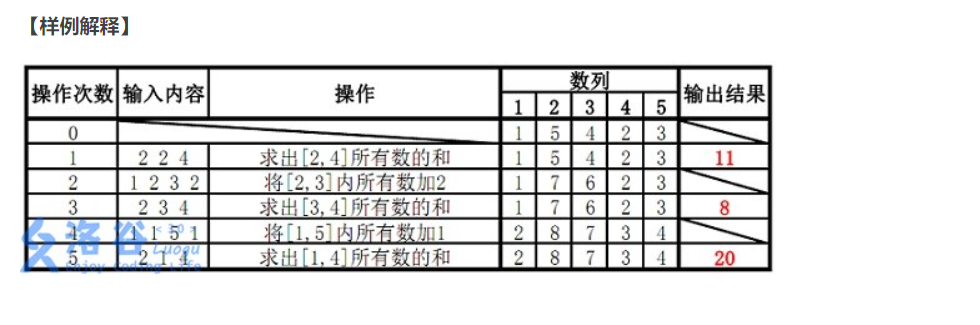 【样例解释】
操作次数 输入内容 操作 数列 输出结果
1 2 3 4 5
0 1 5 4 2 3
1 2 2 4 求出[2,4]所有数的和 1 5 4 2 3 11
2 1 2 3 2 将[2,3]内所有数加2 1 7 6 2 3
3 2 3 4 求出[3,4]所有数的和 1 7 6 2 3 8
4 1 1 5 1 将[1,5]内所有数加1 2 8 7 3 4
5 2 1 4 求出[1,4]所有数的和 2 8 7 3 4 20
洛谷
Luogu
Enjoy Coding Life